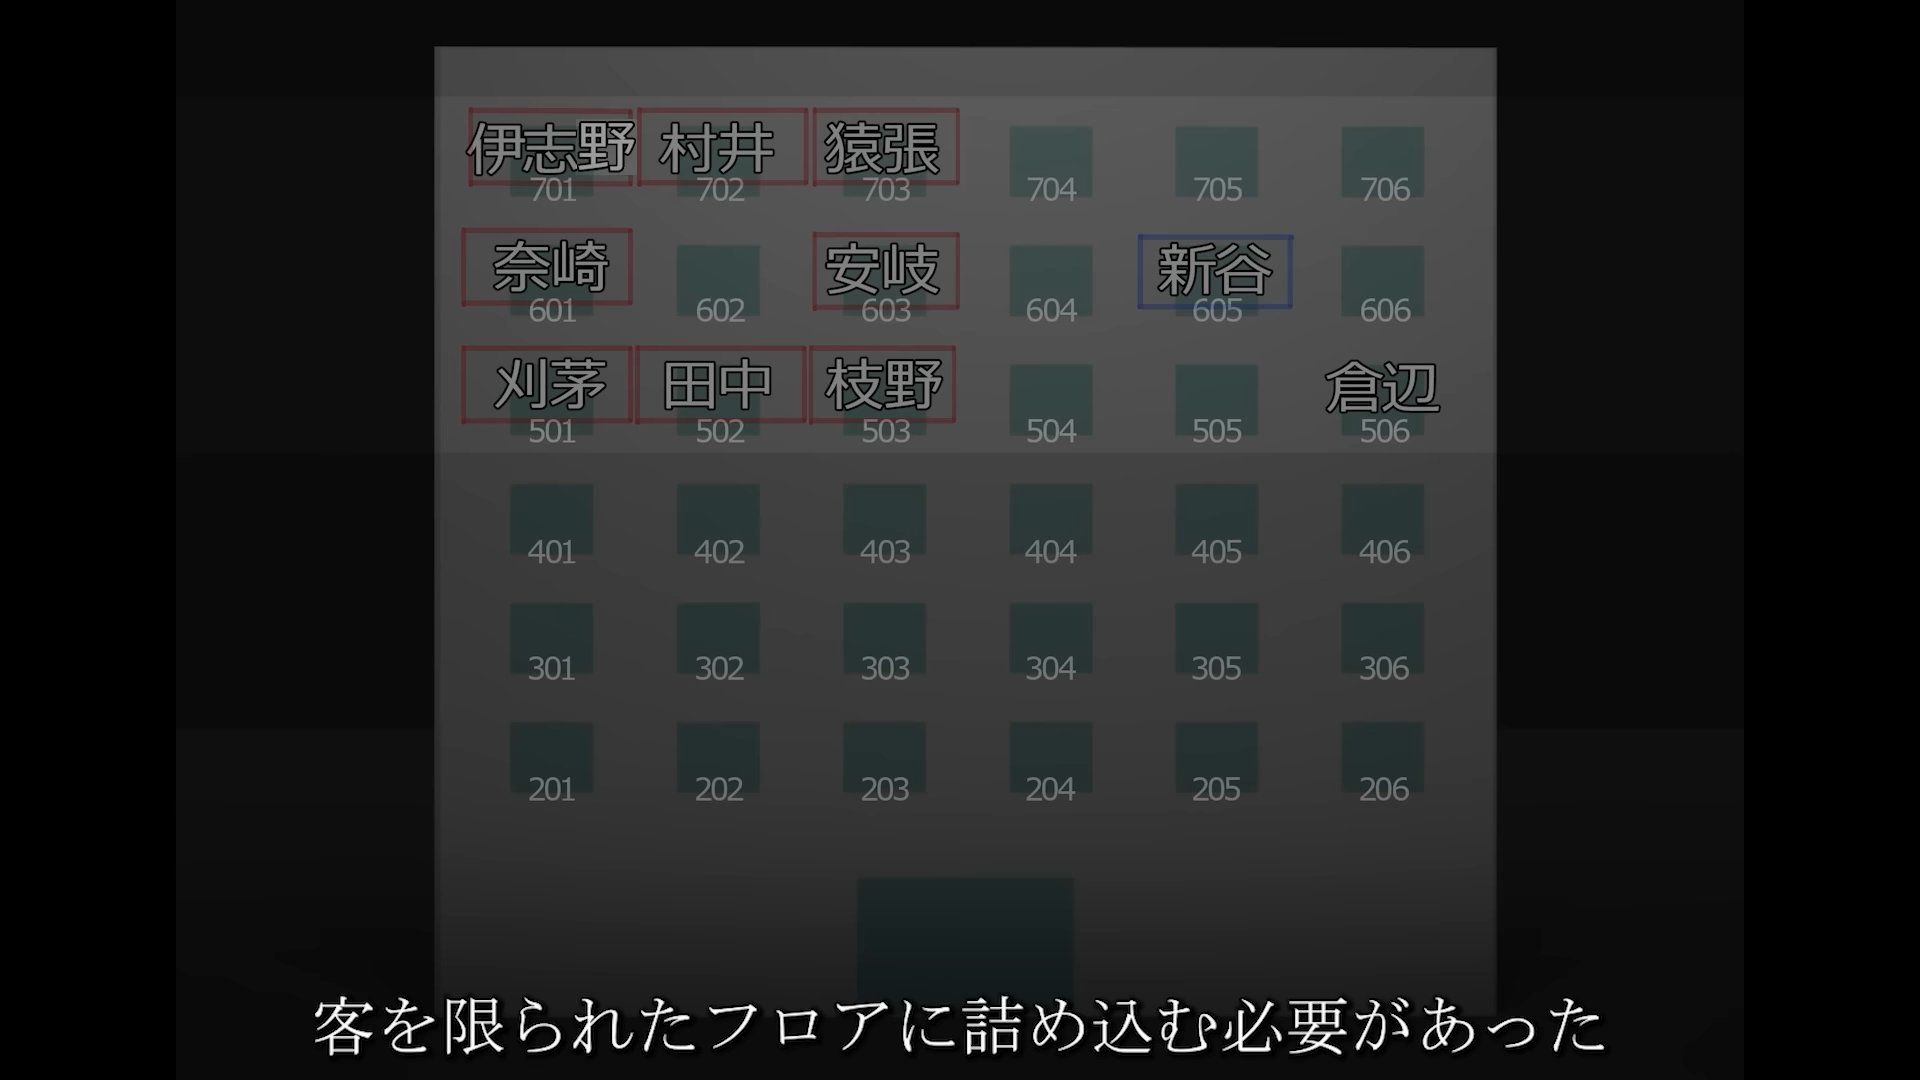 伊志野 村井 猿張
701 702 703 704 705 706
奈崎 安岐 新谷
601 602 603 604 605 606
刈茅 田中 枝野 倉辺
501 502 503 504 505 506
401 402 403 404 405 406
301 302 303 304 305 306
201 202 203 204 205 206
客を限られたフロアに詰め込む必要があった